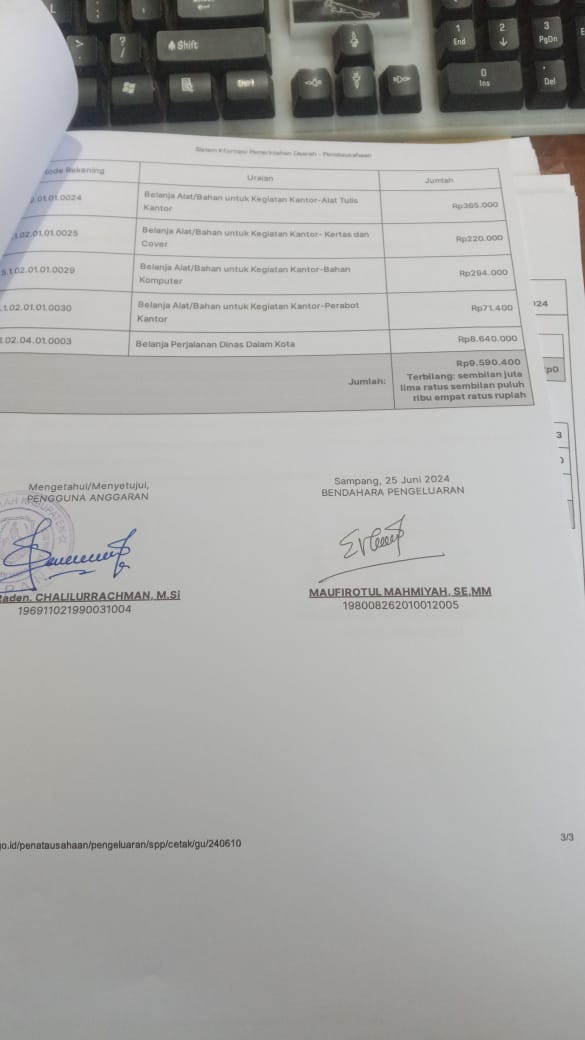 L
:
;
>
.
?
/
Shift
1
End
2
3
PgDn
0
Ins
Del
Sistem Informasi Pemerintahan Daerah - Penatausahaan
Kode Rekening Uraian Jumlah
.01.01.0024 Belanja Alat/Bahan untuk Kegiatan Kantor-Alat Tulis Kantor Rp365.000
.02.01.01.0025 Belanja Alat/Bahan untuk Kegiatan Kantor- Kertas dan Cover Rp220.000
5.1.02.01.01.0029 Belanja Alat/Bahan untuk Kegiatan Kantor-Bahan Komputer Rp294.000
.1.02.01.01.0030 Belanja Alat/Bahan untuk Kegiatan Kantor-Perabot Kantor Rp71.400
.02.04.01.0003 Belanja Perjalanan Dinas Dalam Kota Rp8.640.000
Jumlah: Rp9.590.400
Terbilang: sembilan juta
lima ratus sembilan puluh
ribu empat ratus rupiah
024
Rp0
3
Mengetahui/Menyetujui,
PENGGUNA ANGGARAN
Raden. CHALILURRACHMAN, M.Si
196911021990031004
Sampang, 25 Juni 2024
BENDAHARA PENGELUARAN
MAUFIROTUL MAHMIYAH, SE,MM
198008262010012005
go.id/penatausahaan/pengeluaran/spp/cetak/gu/240610
3/3